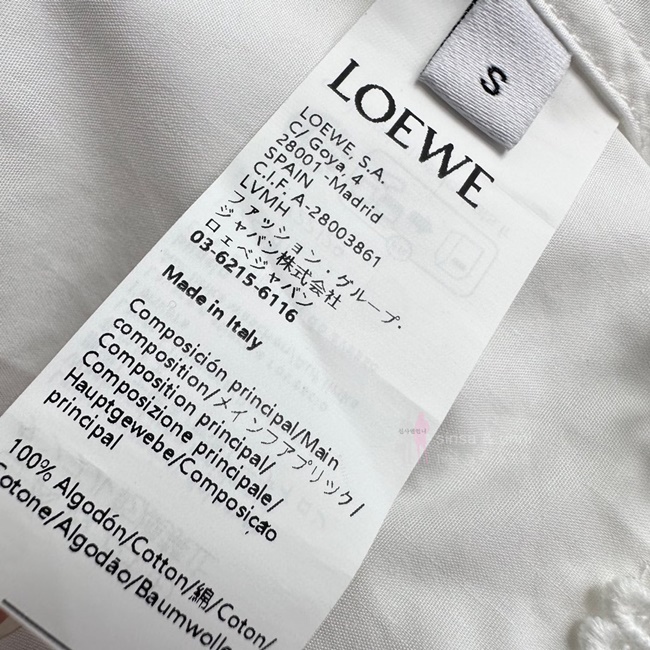 S
LOEWE
LOEWE, S.A.
C/Goya, 4
28001 -Madrid
SPAIN
C.I.F. A-28003861
LVMH
ファッション・グループ・
ジャパン株式会社
ロエベジャパン
03-6215-6116
Made in Italy
Composición principal/Main
composition/メインファブリック/
Composition principal/
Composizione principale/
Hauptgewebe/Composição
principal
100% Algodón/Cotton/綿/Coton/
Cotone/Algodão/Baumwolle